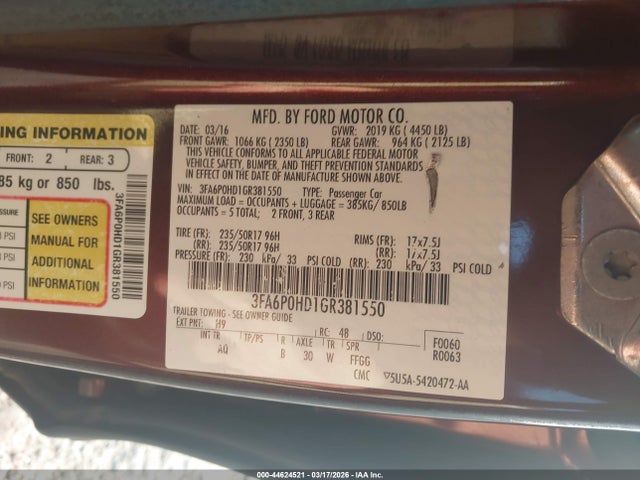 ING INFORMATION
FRONT: 2 REAR: 3
85 kg or 850 lbs.
SEE OWNERS
MANUAL FOR
ADDITIONAL
INFORMATION
PSI
PSI
3FA6P0HD1GR381550
MFD. BY FORD MOTOR CO.
DATE: 03/16 GVWR: 2019 KG (4450 LB)
FRONT GAWR: 1066 KG (2350 LB) REAR GAWR: 964 KG (2125 LB)
THIS VEHICLE CONFORMS TO ALL APPLICABLE FEDERAL MOTOR
VEHICLE SAFETY, BUMPER, AND THEFT PREVENTION STANDARDS
IN EFFECT ON THE DATE OF MANUFACTURE SHOWN ABOVE.
VIN: 3FA6P0HD1GR381550 TYPE: Passenger Car
MAXIMUM LOAD = OCCUPANTS + LUGGAGE = 385KG/ 850LB
OCCUPANTS = 5 TOTAL; 2 FRONT, 3 REAR
TIRE (FR): 235/50R17 96H RIMS (FR): 17x7.5J
(RR): 235/50R17 96H (RR): 17x7.5J
PRESSURE (FR): 230 kPa/ 33 PSI COLD (RR): 230 kPa/ 33 PSI COLD
3FA6P0HD1GR381550
TRAILER TOWING - SEE OWNER GUIDE
EXT PNT: H9 RC: 48 DSO: F0060
R0063
INT TR TP/PS R AXLE TR SPR
AQ B 30 W FFGG
CMC 5U5A-5420472-AA
000-44624521 - 03/17/2026 - IAA Inc.